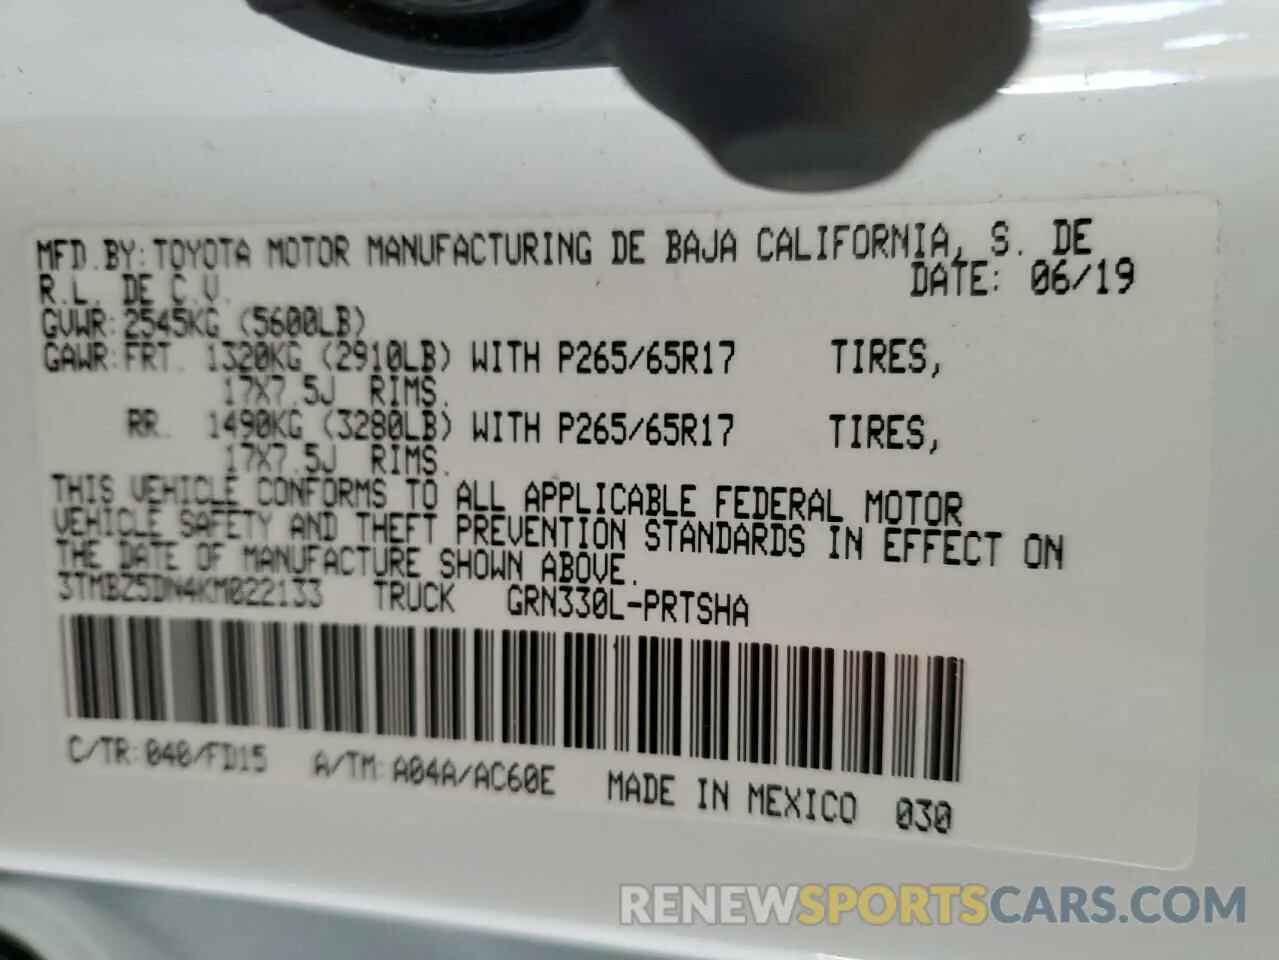 MFD.BY:TOYOTA MOTOR MANUFACTURING DE BAJA CALIFORNIA, S. DE
R.L. DE C.V. DATE: 06/19
GVWR:2545KG (5600LB)
GAWR:FRT. 1320KG (2910LB) WITH P265/65R17 TIRES,
17X7.5J RIMS.
RR. 1490KG (3280LB) WITH P265/65R17 TIRES,
17X7.5J RIMS.
THIS VEHICLE CONFORMS TO ALL APPLICABLE FEDERAL MOTOR
VEHICLE SAFETY AND THEFT PREVENTION STANDARDS IN EFFECT ON
THE DATE OF MANUFACTURE SHOWN ABOVE.
3TMBZ5DN4KM022133 TRUCK GRN330L-PRTSHA
C/TR:040/FD15 A/TM:A04A/AC60E MADE IN MEXICO 030
RENEWSPORTSCARS.COM